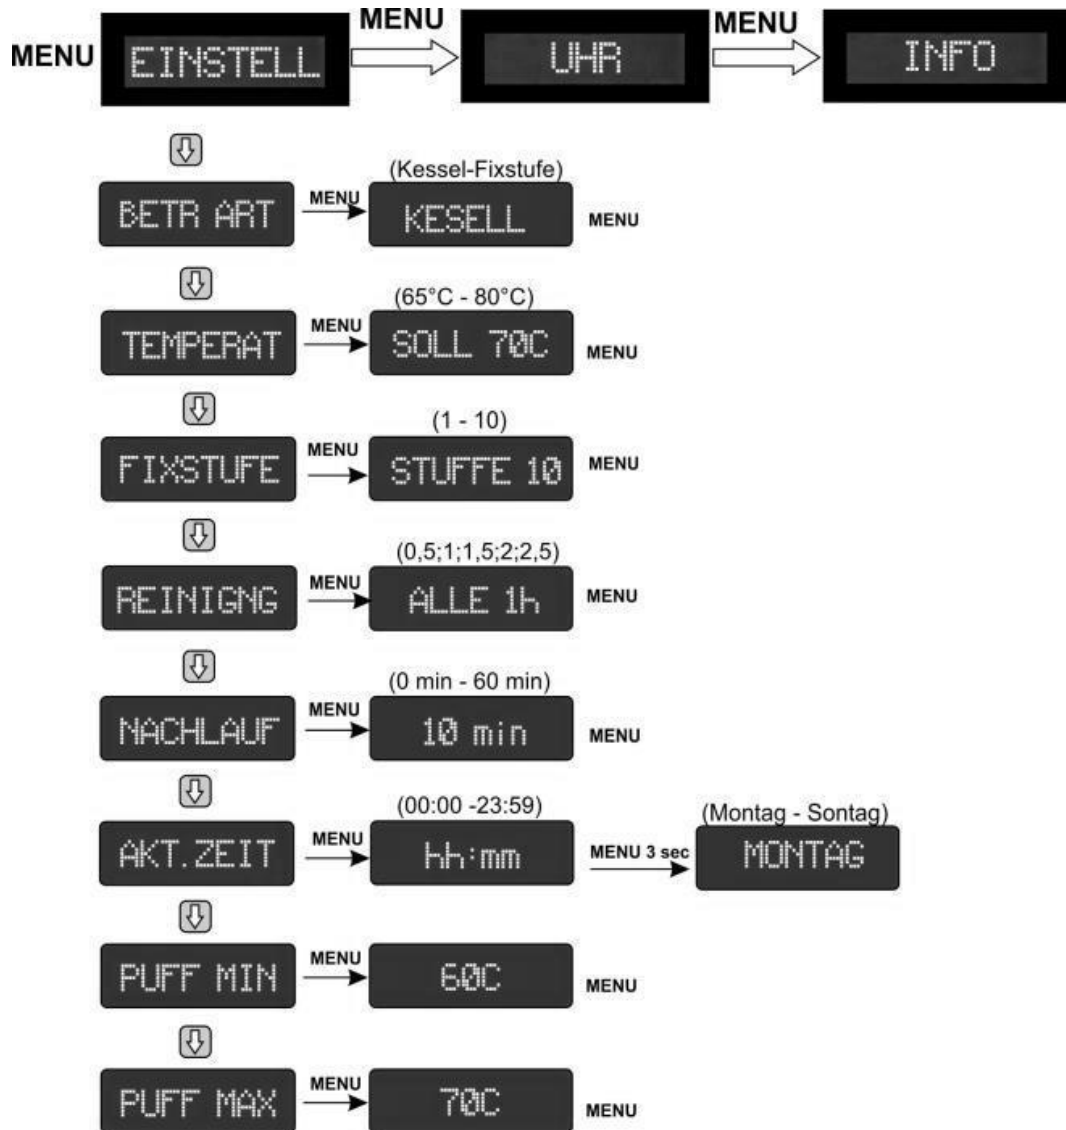 MENU EINSTELL MENU UHR MENU INFO
(Kessel-Fixstufe)
BETR ART MENU KESELL MENU
(65°C - 80°C)
TEMPERAT MENU SOLL 70C MENU
(1 - 10)
FIXSTUFE MENU STUFFE 10 MENU
(0,5;1;1,5;2;2,5)
REINIGNG MENU ALLE 1h MENU
(0 min - 60 min)
NACHLAUF MENU 10 min MENU
(00:00 -23:59) (Montag - Sontag)
AKT.ZEIT MENU hh:mm MENU 3 sec MONTAG
PUFF MIN MENU 60C MENU
PUFF MAX MENU 70C MENU